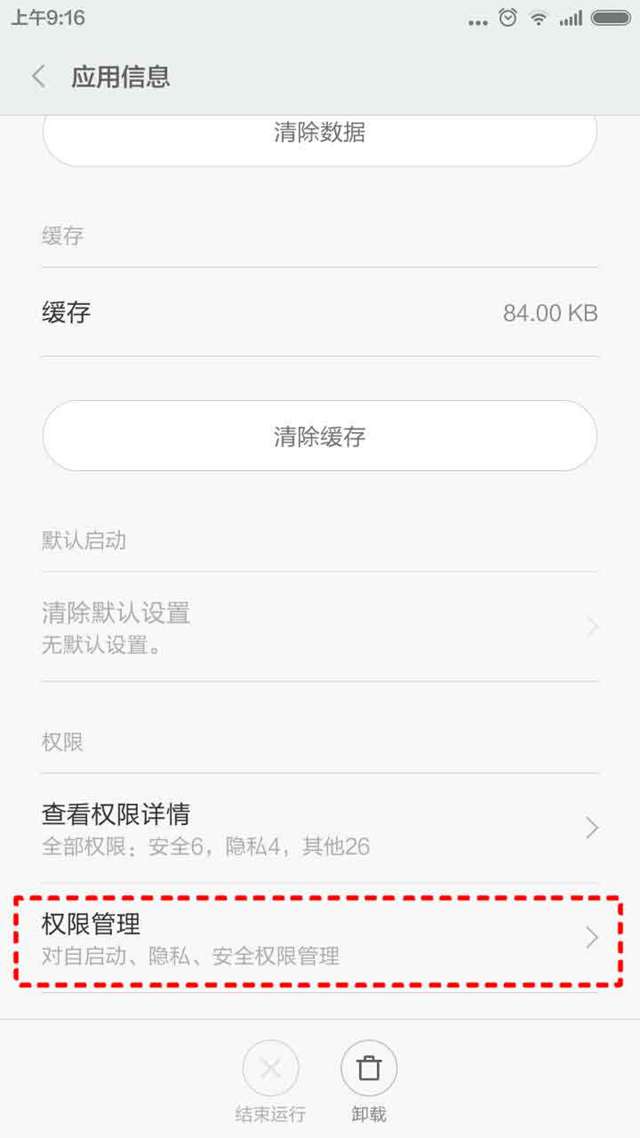 上午9:16
应用信息
清除数据
缓存
缓存 84.00 KB
清除缓存
默认启动
清除默认设置
无默认设置。
权限
查看权限详情
全部权限：安全6，隐私4，其他26
权限管理
对自启动、隐私、安全权限管理
结束运行 卸载